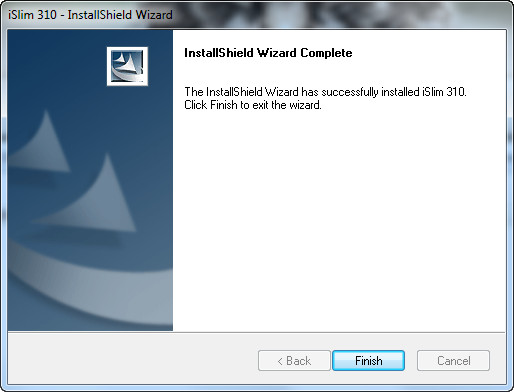 iSlim 310 - InstallShield Wizard
InstallShield Wizard Complete
The InstallShield Wizard has successfully installed iSlim 310.
Click Finish to exit the wizard.
< Back
Finish
Cancel